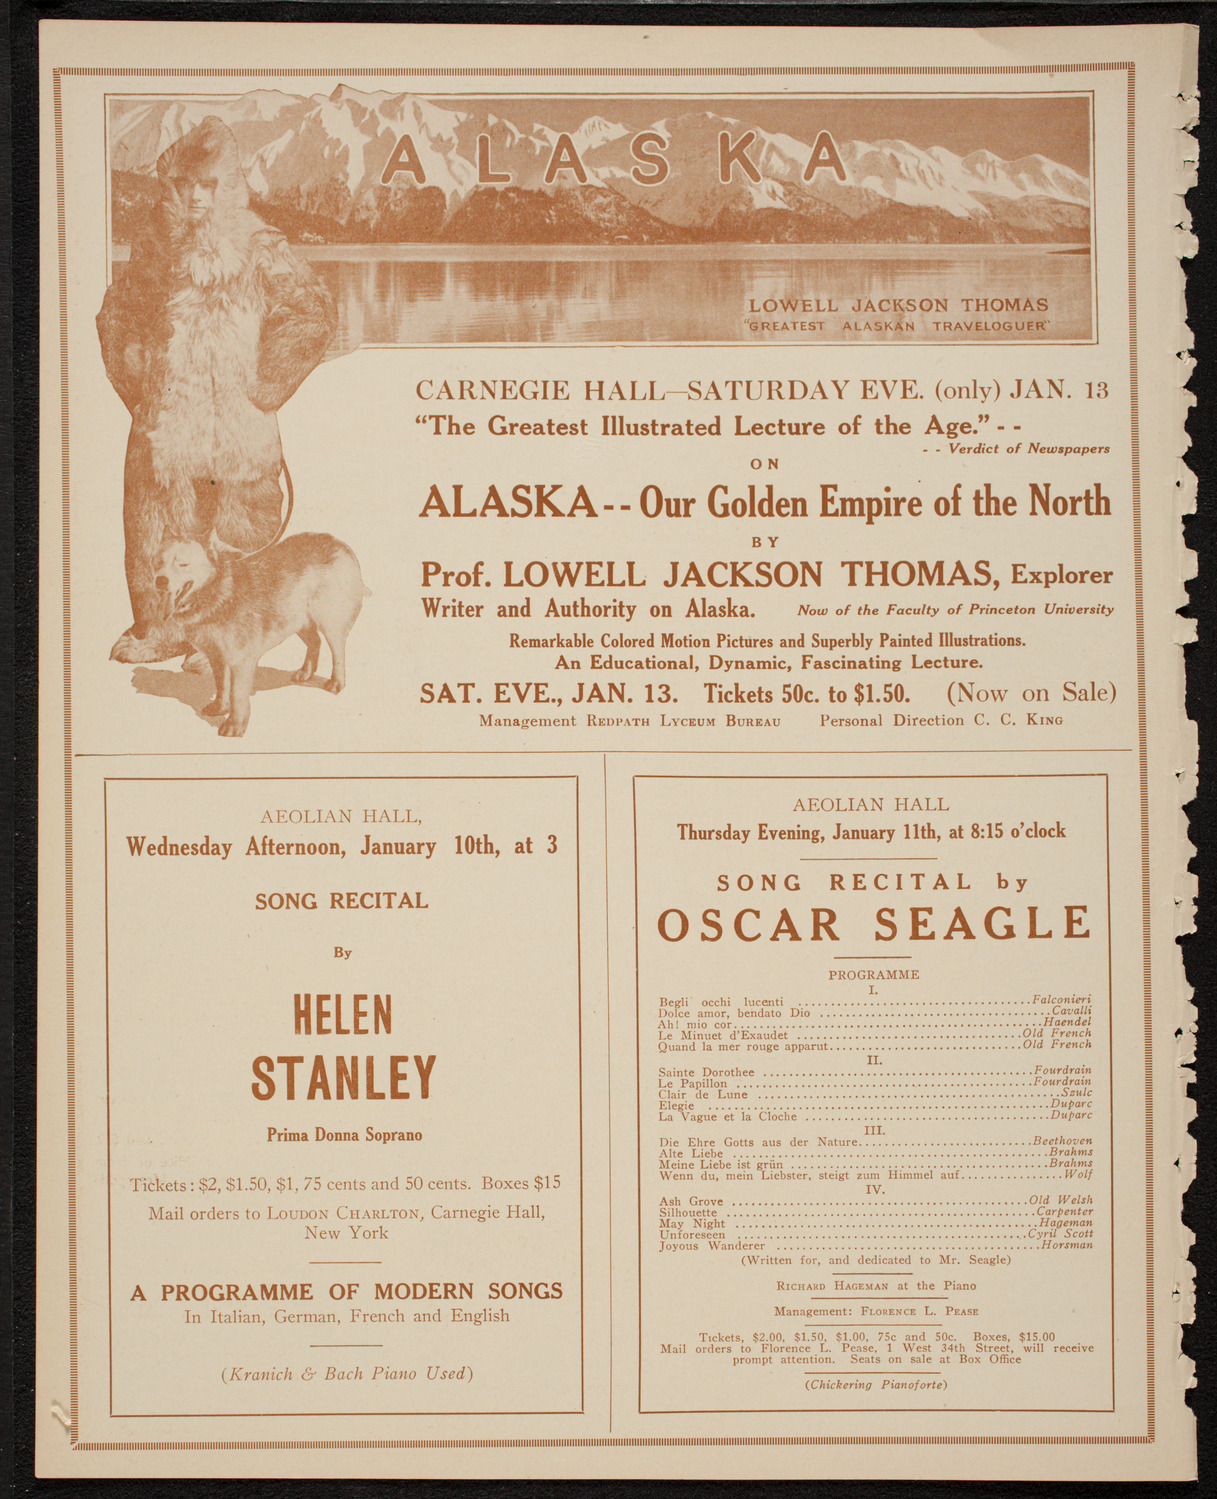 ALASKA
LOWELL JACKSON THOMAS
"GREATEST ALASKAN TRAVELOGUER"
CARNEGIE HALL—SATURDAY EVE. (only) JAN. 13
"The Greatest Illustrated Lecture of the Age." - -
- - Verdict of Newspapers
ON
ALASKA -- Our Golden Empire of the North
BY
Prof. LOWELL JACKSON THOMAS, Explorer
Writer and Authority on Alaska. Now of the Faculty of Princeton University
Remarkable Colored Motion Pictures and Superbly Painted Illustrations.
An Educational, Dynamic, Fascinating Lecture.
SAT. EVE., JAN. 13. Tickets 50c. to $1.50. (Now on Sale)
Management REDPATH LYCEUM BUREAU Personal Direction C. C. KING
AEOLIAN HALL,
Wednesday Afternoon, January 10th, at 3
SONG RECITAL
By
HELEN
STANLEY
Prima Donna Soprano
Tickets: $2, $1.50, $1, 75 cents and 50 cents. Boxes $15
Mail orders to LOUDON CHARLTON, Carnegie Hall,
New York
A PROGRAMME OF MODERN SONGS
In Italian, German, French and English
(Kranich & Bach Piano Used)
AEOLIAN HALL
Thursday Evening, January 11th, at 8:15 o'clock
SONG RECITAL by
OSCAR SEAGLE
PROGRAMME
I.
Begli occhi lucenti ........ Falconieri
Dolce amor, bendato Dio ........ Cavalli
Ah! mio cor ........ Haendel
Le Minuet d'Exaudet ........ Old French
Quand la mer rouge apparut ........ Old French
II.
Sainte Dorothee ........ Fourdrain
Le Papillon ........ Fourdrain
Clair de Lune ........ Szulc
Elegie ........ Duparc
La Vague et la Cloche ........ Duparc
III.
Die Ehre Gotts aus der Nature ........ Beethoven
Alte Liebe ........ Brahms
Meine Liebe ist grün ........ Brahms
Wenn du, mein Liebster, steigt zum Himmel auf ........ Wolf
IV.
Ash Grove ........ Old Welsh
Silhouette ........ Carpenter
May Night ........ Hageman
Unforeseen ........ Cyril Scott
Joyous Wanderer ........ Horsman
(Written for, and dedicated to Mr. Seagle)
RICHARD HAGEMAN at the Piano
Management: FLORENCE L. PEASE
Tickets, $2.00, $1.50, $1.00, 75c and 50c. Boxes, $15.00
Mail orders to Florence L. Pease, 1 West 34th Street, will receive
prompt attention. Seats on sale at Box Office
(Chickering Pianoforte)